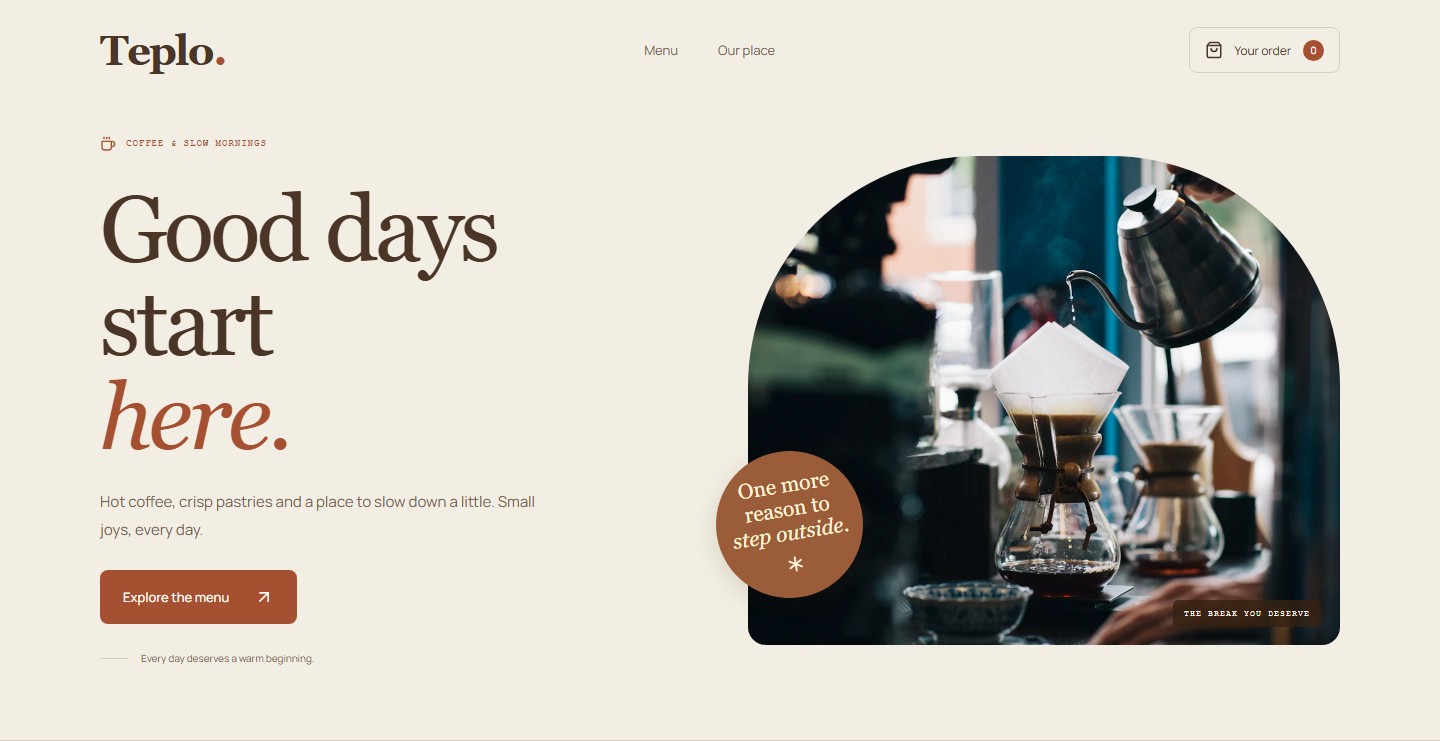 Teplo.
Menu
Our place
Your order
0
COFFEE & SLOW MORNINGS
Good days
start
here.
Hot coffee, crisp pastries and a place to slow down a little. Small
joys, every day.
Explore the menu
Every day deserves a warm beginning.
One more
reason to
step outside.
THE BREAK YOU DESERVE